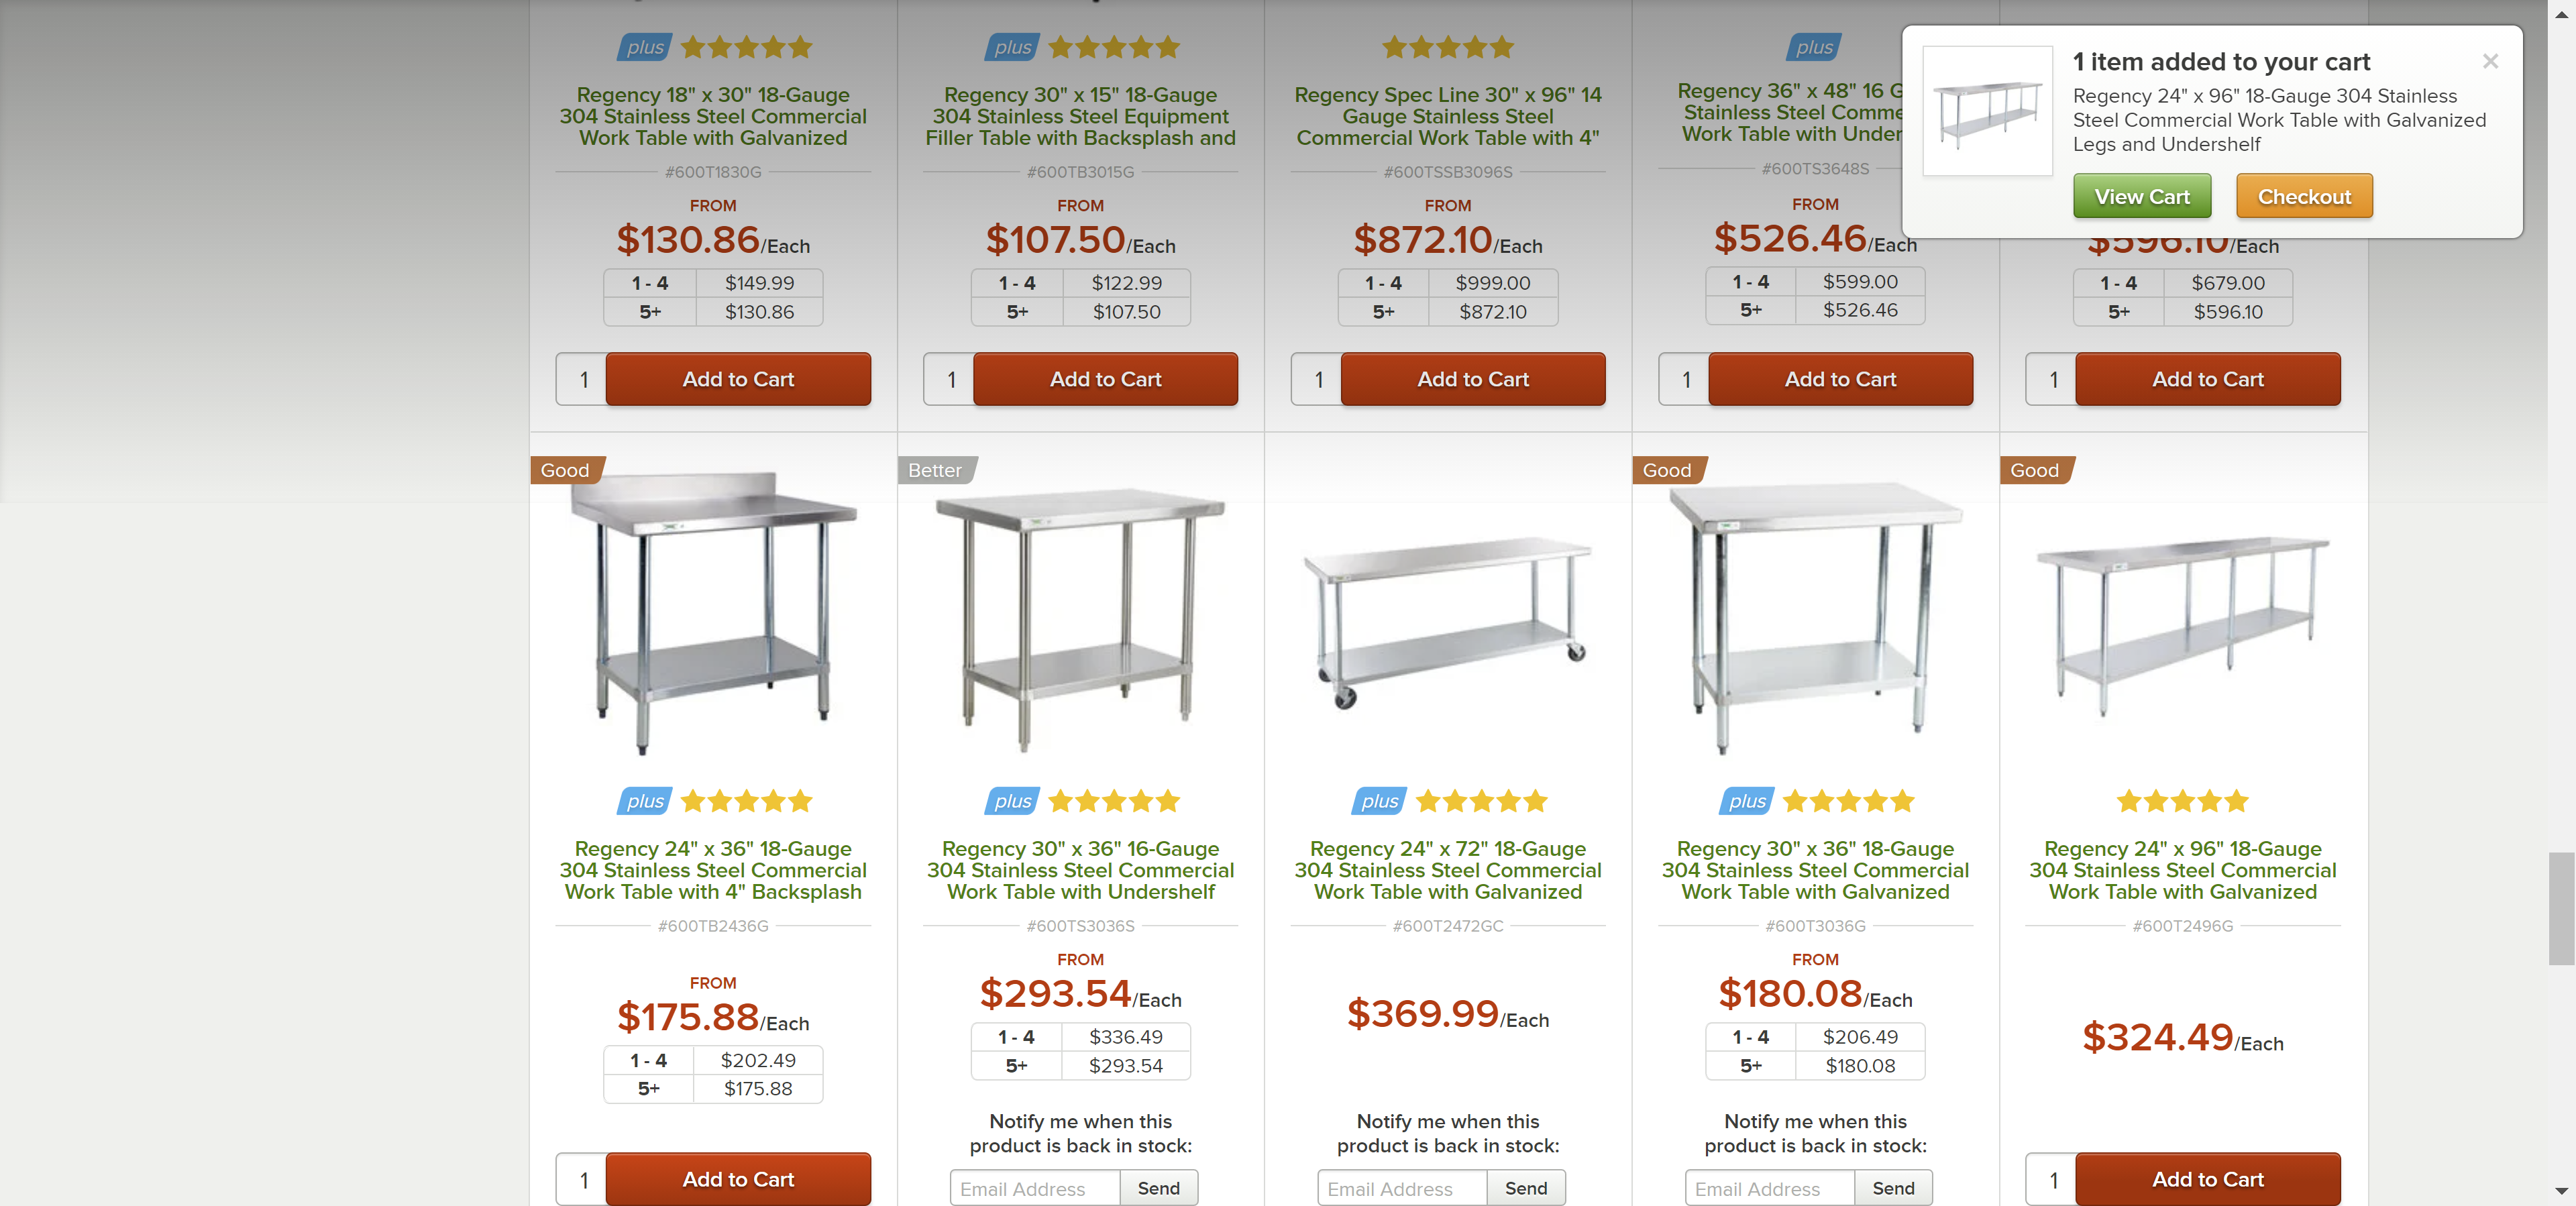 plus
plus
plus
Regency 18" x 30" 18-Gauge
304 Stainless Steel Commercial
Work Table with Galvanized
#600T1830G
FROM
$130.86/Each
1 - 4 $149.99
5+ $130.86
1 Add to Cart
Regency 30" x 15" 18-Gauge
304 Stainless Steel Equipment
Filler Table with Backsplash and
#600TB3015G
FROM
$107.50/Each
1 - 4 $122.99
5+ $107.50
1 Add to Cart
Regency Spec Line 30" x 96" 14
Gauge Stainless Steel
Commercial Work Table with 4"
#600TSSB3096S
FROM
$872.10/Each
1 - 4 $999.00
5+ $872.10
1 Add to Cart
Regency 36" x 48" 16 G
Stainless Steel Comme
Work Table with Under
#600TS3648S
FROM
$526.46/Each
1 - 4 $599.00
5+ $526.46
1 Add to Cart
1 item added to your cart
×
Regency 24" x 96" 18-Gauge 304 Stainless
Steel Commercial Work Table with Galvanized
Legs and Undershelf
View Cart Checkout
$596.10/Each
1 - 4 $679.00
5+ $596.10
1 Add to Cart
Good
plus
Regency 24" x 36" 18-Gauge
304 Stainless Steel Commercial
Work Table with 4" Backsplash
#600TB2436G
FROM
$175.88/Each
1 - 4 $202.49
5+ $175.88
1 Add to Cart
Better
plus
Regency 30" x 36" 16-Gauge
304 Stainless Steel Commercial
Work Table with Undershelf
#600TS3036S
FROM
$293.54/Each
1 - 4 $336.49
5+ $293.54
Notify me when this
product is back in stock:
Email Address Send
plus
Regency 24" x 72" 18-Gauge
304 Stainless Steel Commercial
Work Table with Galvanized
#600T2472GC
$369.99/Each
Notify me when this
product is back in stock:
Email Address Send
Good
plus
Regency 30" x 36" 18-Gauge
304 Stainless Steel Commercial
Work Table with Galvanized
#600T3036G
FROM
$180.08/Each
1 - 4 $206.49
5+ $180.08
Notify me when this
product is back in stock:
Email Address Send
Good
Regency 24" x 96" 18-Gauge
304 Stainless Steel Commercial
Work Table with Galvanized
#600T2496G
$324.49/Each
1 Add to Cart